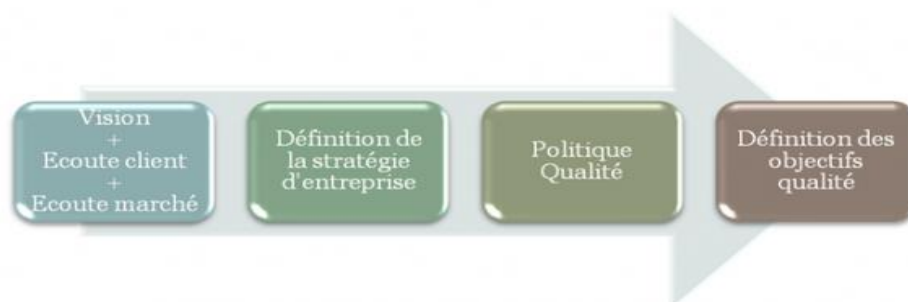 Vision
+
Ecoute client
+
Ecoute marché
Définition de
la stratégie
d'entreprise
Politique
Qualité
Définition des
objectifs
qualité